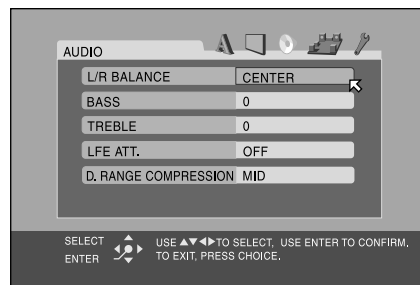 AUDIO
L/R BALANCE CENTER
BASS 0
TREBLE 0
LFE ATT. OFF
D. RANGE COMPRESSION MID
SELECT USE ▲▼◀▶TO SELECT, USE ENTER TO CONFIRM.
ENTER TO EXIT, PRESS CHOICE.